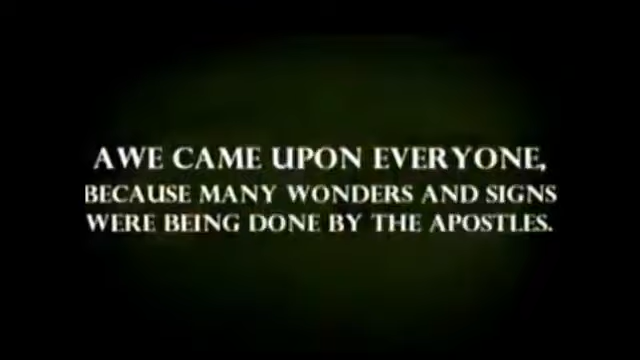 AWE CAME UPON EVERYONE,
BECAUSE MANY WONDERS AND SIGNS
WERE BEING DONE BY THE APOSTLES.